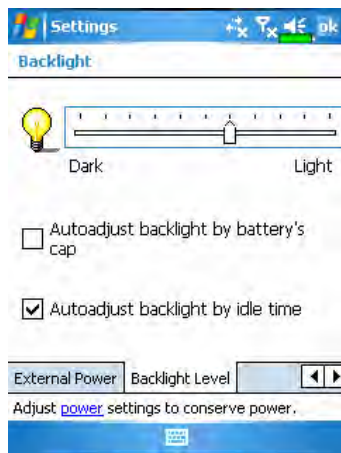 Settings ok
Backlight
Dark Light
Autoadjust backlight by battery's
cap
Autoadjust backlight by idle time
External Power Backlight Level
Adjust power settings to conserve power.